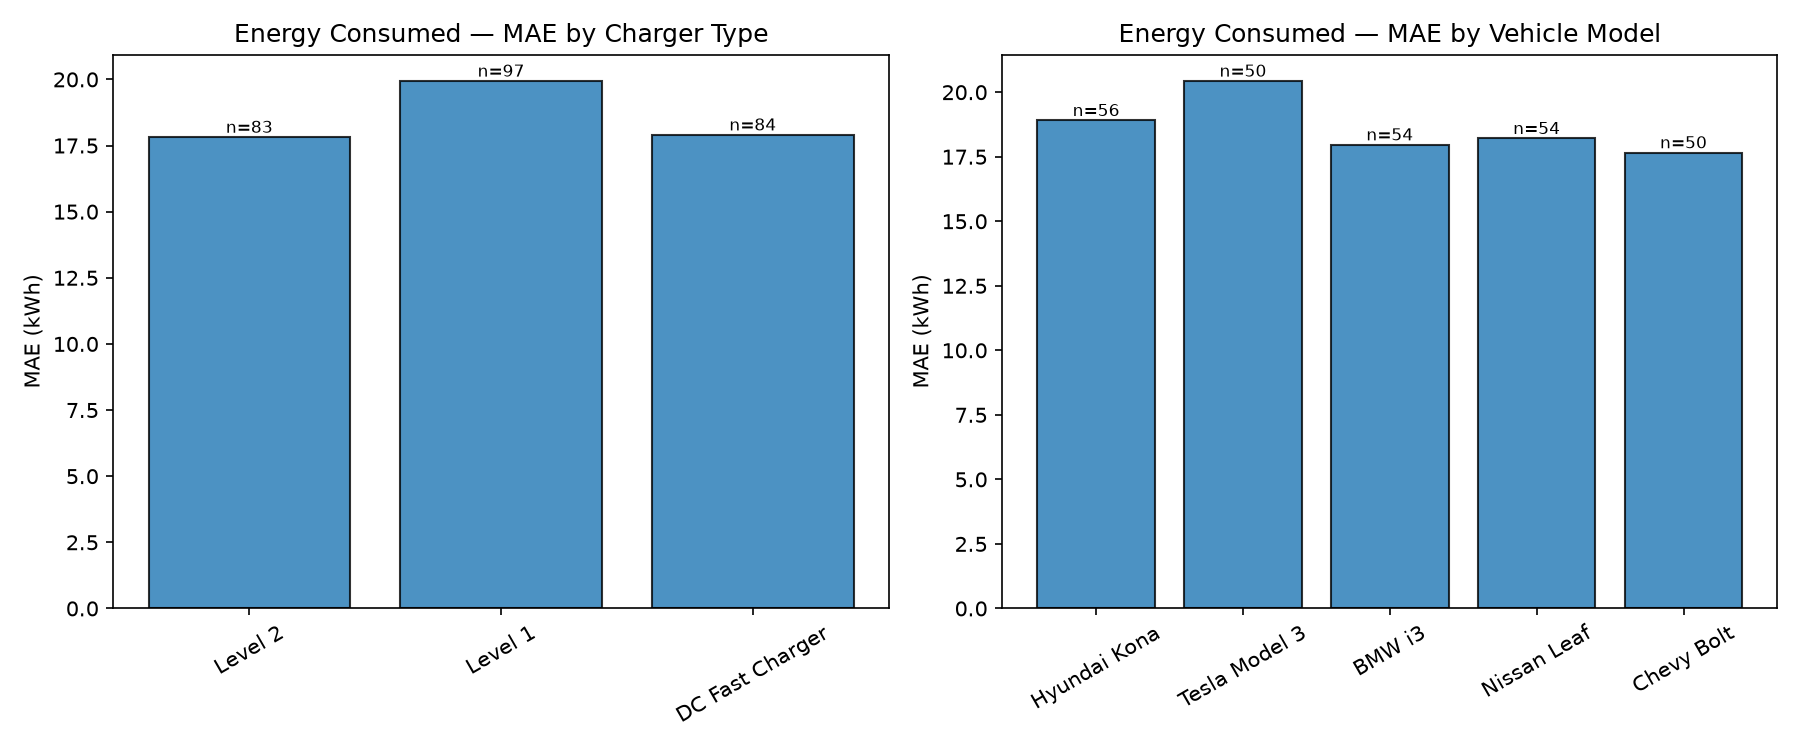 Energy Consumed — MAE by Charger Type
MAE (kWh)
20.0
17.5
15.0
12.5
10.0
7.5
5.0
2.5
0.0
n=83
n=97
n=84
Level 2
Level 1
DC Fast Charger
Energy Consumed — MAE by Vehicle Model
MAE (kWh)
20.0
17.5
15.0
12.5
10.0
7.5
5.0
2.5
0.0
n=56
n=50
n=54
n=54
n=50
Hyundai Kona
Tesla Model 3
BMW i3
Nissan Leaf
Chevy Bolt